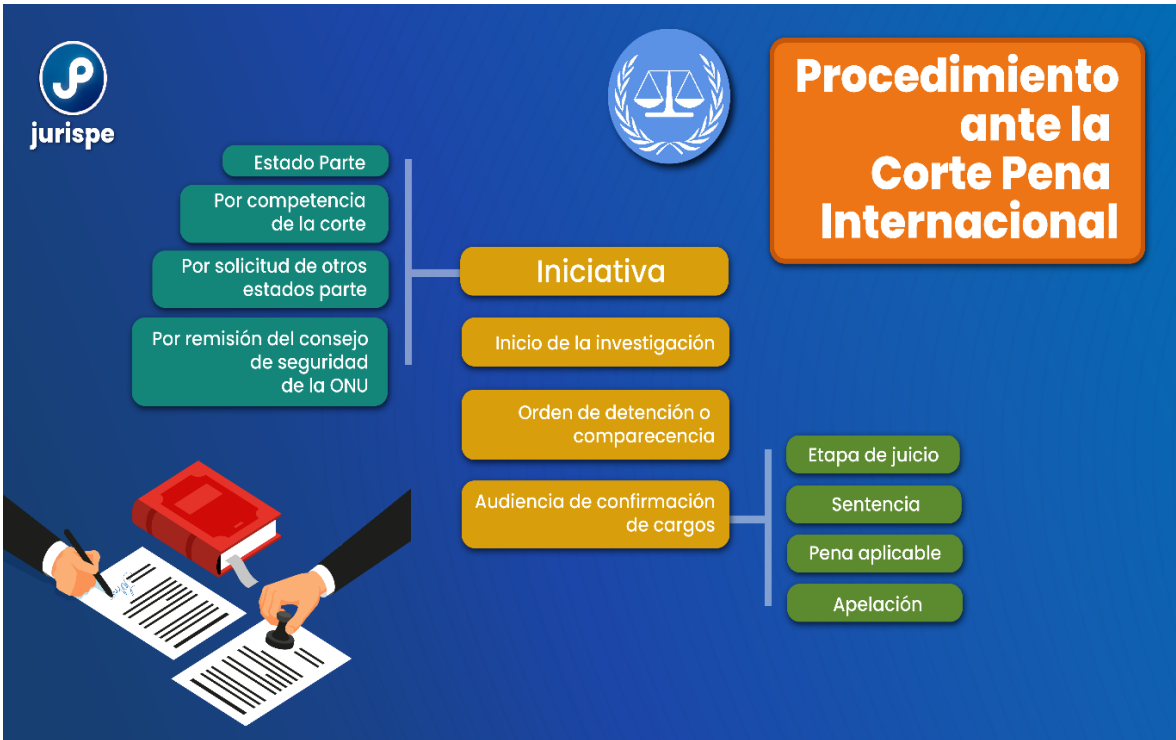 jurispe
Procedimiento
ante la
Corte Pena
Internacional
Estado Parte
Por competencia
de la corte
Por solicitud de otros
estados parte
Por remisión del consejo
de seguridad
de la ONU
Iniciativa
Inicio de la investigación
Orden de detención o
comparecencia
Audiencia de confirmación
de cargos
Etapa de juicio
Sentencia
Pena aplicable
Apelación